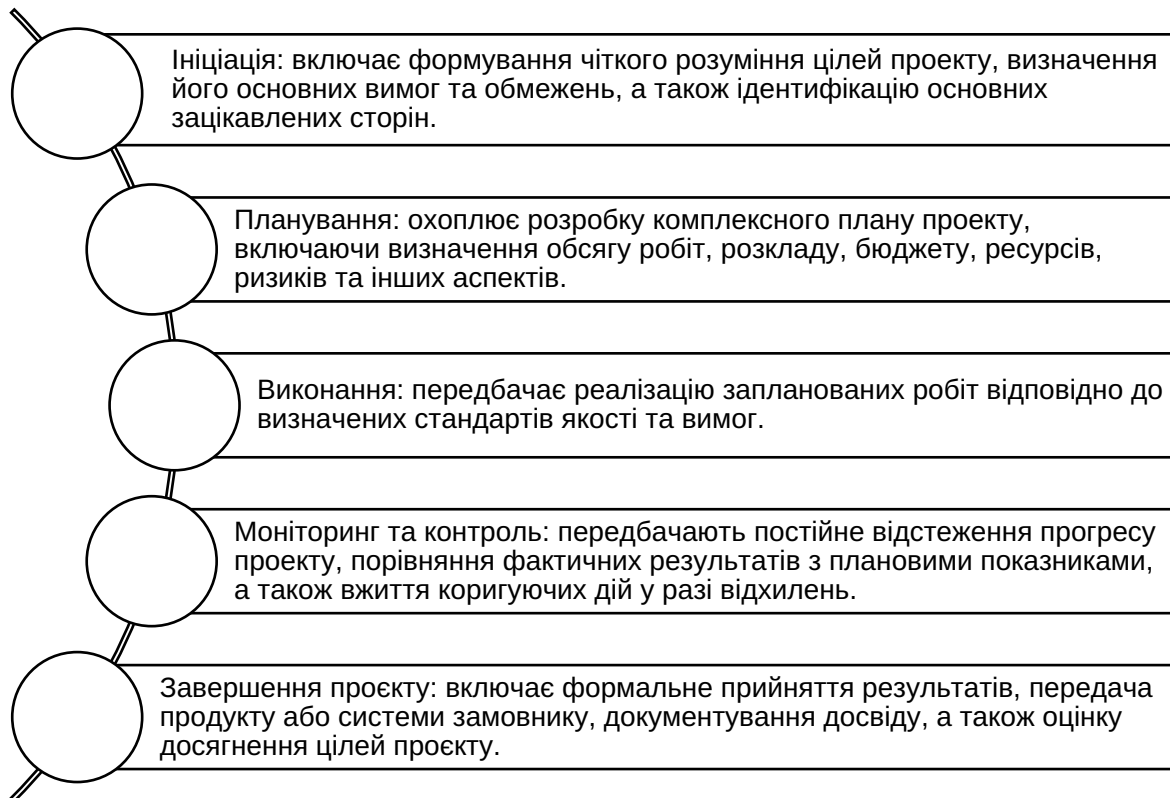 Ініціація: включає формування чіткого розуміння цілей проекту, визначення
його основних вимог та обмежень, а також ідентифікацію основних
зацікавлених сторін.
Планування: охоплює розробку комплексного плану проекту,
включаючи визначення обсягу робіт, розкладу, бюджету, ресурсів,
ризиків та інших аспектів.
Виконання: передбачає реалізацію запланованих робіт відповідно до
визначених стандартів якості та вимог.
Моніторинг та контроль: передбачають постійне відстеження прогресу
проекту, порівняння фактичних результатів з плановими показниками,
а також вжиття коригуючих дій у разі відхилень.
Завершення проєкту: включає формальне прийняття результатів, передача
продукту або системи замовнику, документування досвіду, а також оцінку
досягнення цілей проєкту.